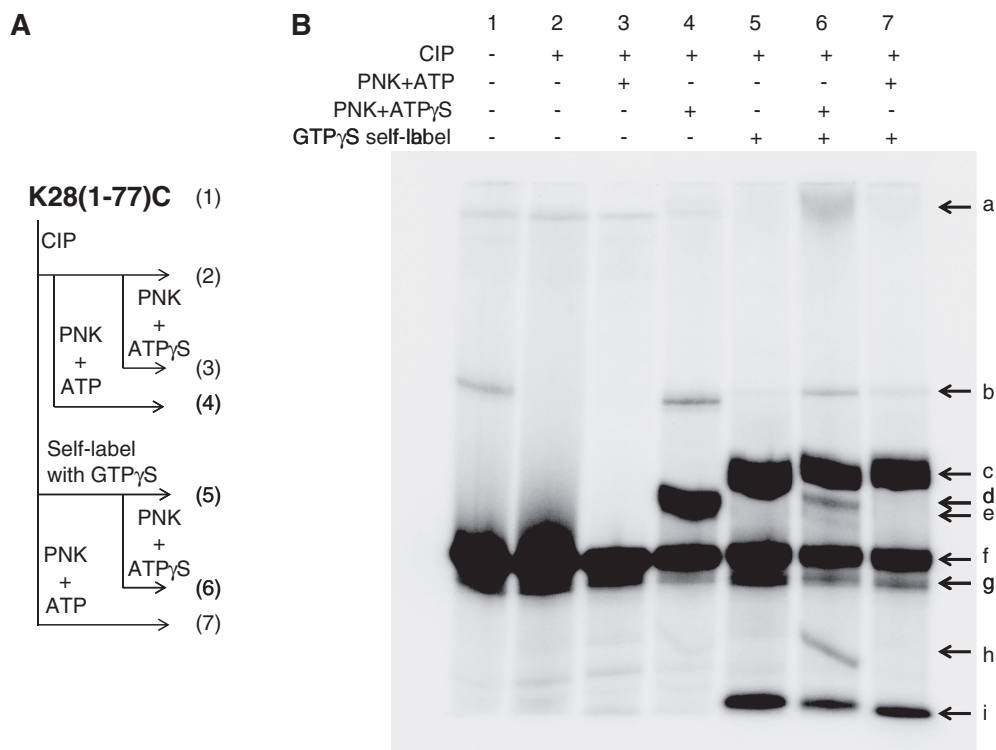 A
K28(1-77)C (1)
CIP
(2)
PNK
+
ATPγS
PNK
+
ATP
(3)
(4)
Self-label
with GTPγS
(5)
PNK
+
ATPγS
PNK
+
ATP
(6)
(7)
B
1 2 3 4 5 6 7
CIP - + + + + + +
PNK+ATP - - + - - - +
PNK+ATPγS - - - + - + -
GTPγS self-label - - - - + + +
a
b
c
d
e
f
g
h
i